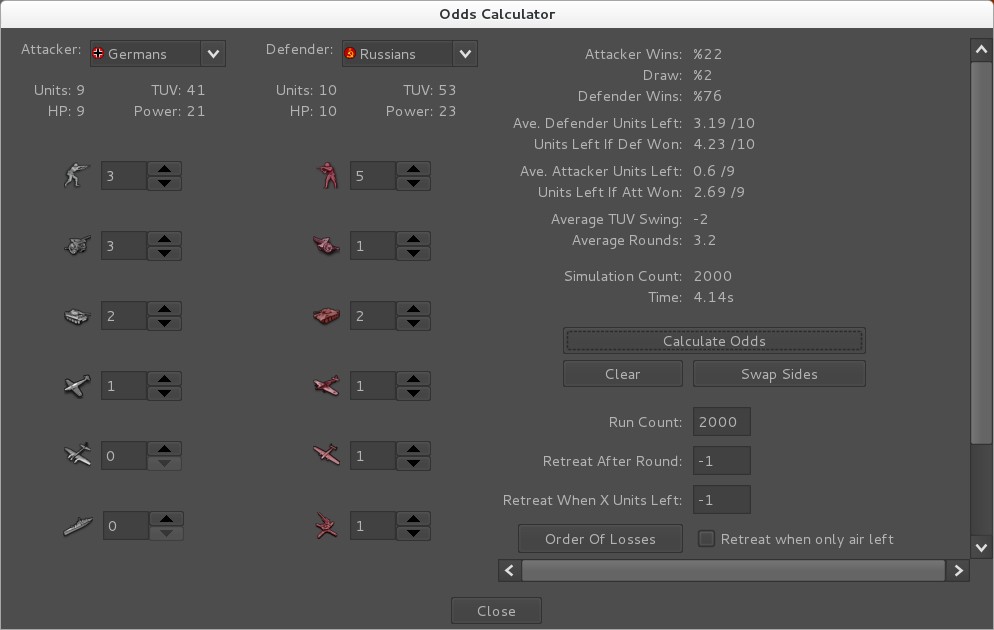 Odds Calculator
Attacker: Germans Defender: Russians
Units: 9 TUV: 41 Units: 10 TUV: 53
HP: 9 Power: 21 HP: 10 Power: 23
3 5
3 1
2 2
1 1
0 1
0 1
Attacker Wins: %22
Draw: %2
Defender Wins: %76
Ave. Defender Units Left: 3.19 /10
Units Left If Def Won: 4.23 /10
Ave. Attacker Units Left: 0.6 /9
Units Left If Att Won: 2.69 /9
Average TUV Swing: -2
Average Rounds: 3.2
Simulation Count: 2000
Time: 4.14s
Calculate Odds
Clear Swap Sides
Run Count: 2000
Retreat After Round: -1
Retreat When X Units Left: -1
Order Of Losses Retreat when only air left
Close